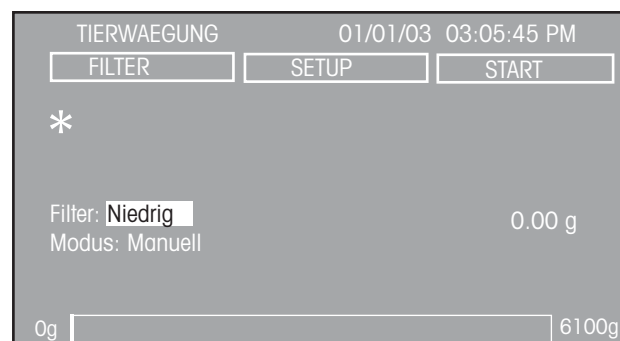 TIERWAEGUNG 01/01/03 03:05:45 PM
FILTER SETUP START
*
Filter: Niedrig
0.00 g
Modus: Manuell
0g 6100g